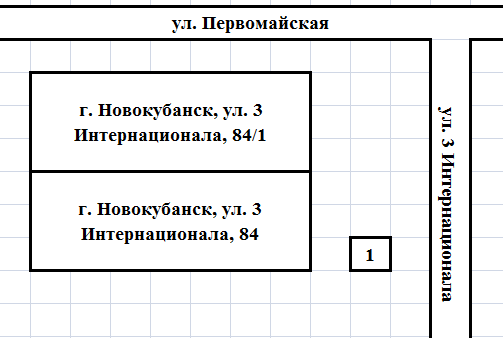 ул. Первомайская
г. Новокубанск, ул. 3
Интернационала, 84/1
г. Новокубанск, ул. 3
Интернационала, 84
1
ул. 3 Интернационала